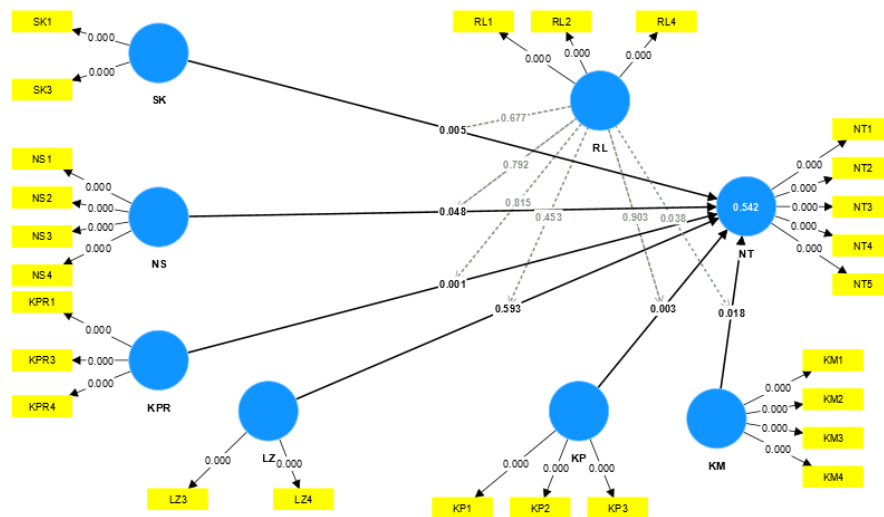 SK1
0.000
0.000
SK3
SK
RL1
RL2
RL4
0.000
0.000
0.000
RL
NS1
NS2
NS3
NS4
0.000
0.000
0.000
0.000
NS
KPR1
KPR3
KPR4
0.000
0.000
0.000
KPR
LZ
0.000
0.000
LZ3
LZ4
KP
0.000
0.000
0.000
KP1
KP2
KP3
KM
KM1
KM2
KM3
KM4
0.000
0.000
0.000
0.000
0.542
NT
NT1
NT2
NT3
NT4
NT5
0.000
0.000
0.000
0.000
0.000
0.005
0.677
0.792
0.048
0.815
0.453
0.903
0.038
0.001
0.593
0.003
0.018